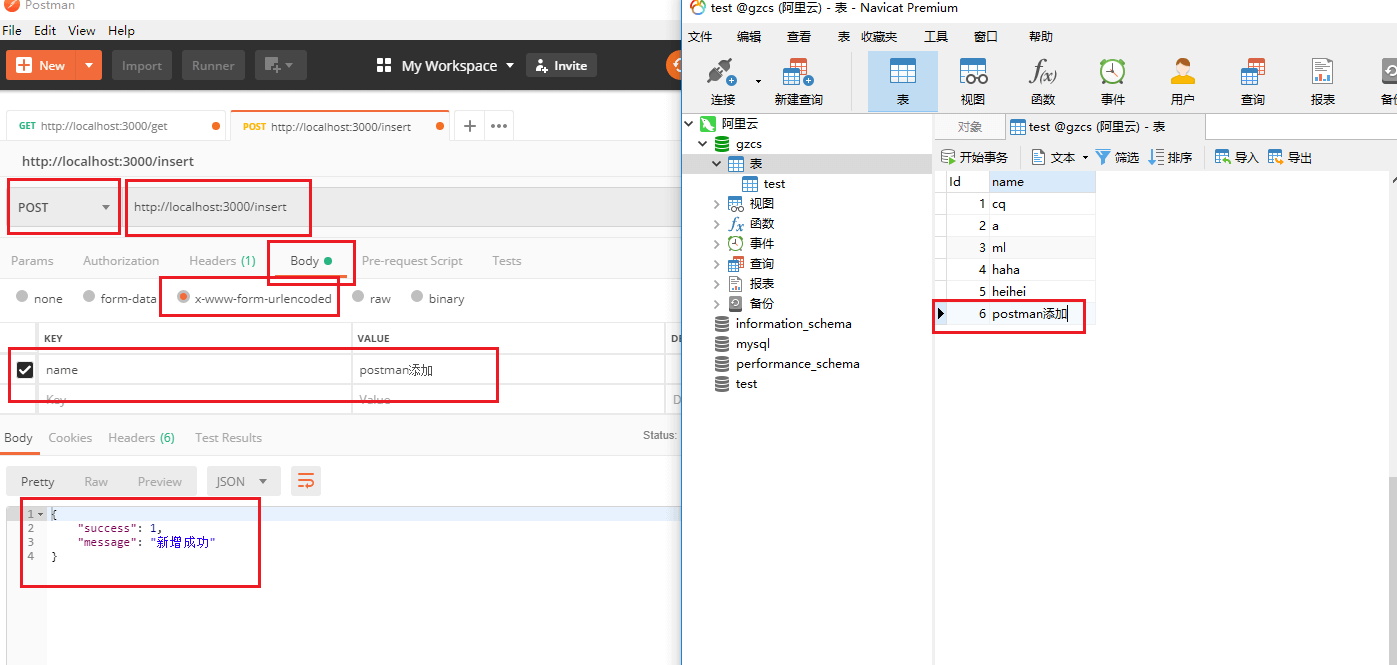 Postman
File Edit View Help
New Import Runner My Workspace Invite
GET http://localhost:3000/get
POST http://localhost:3000/insert
http://localhost:3000/insert
POST http://localhost:3000/insert
Params Authorization Headers (1) Body Pre-request Script Tests
none form-data x-www-form-urlencoded raw binary
KEY VALUE DE
name postman添加
Key Value D
Body Cookies Headers (6) Test Results Status:
Pretty Raw Preview JSON
1 {
2 "success": 1,
3 "message": "新增成功"
4 }
test @gzcs (阿里云) - 表 - Navicat Premium
文件 编辑 查看 表 收藏夹 工具 窗口 帮助
连接 新建查询 表 视图 函数 事件 用户 查询 报表 备份
阿里云
gzcs
表
test
视图
函数
事件
查询
报表
备份
information_schema
mysql
performance_schema
test
对象 test @gzcs (阿里云) - 表
开始事务 文本 筛选 排序 导入 导出
Id name
1 cq
2 a
3 ml
4 haha
5 heihei
6 postman添加